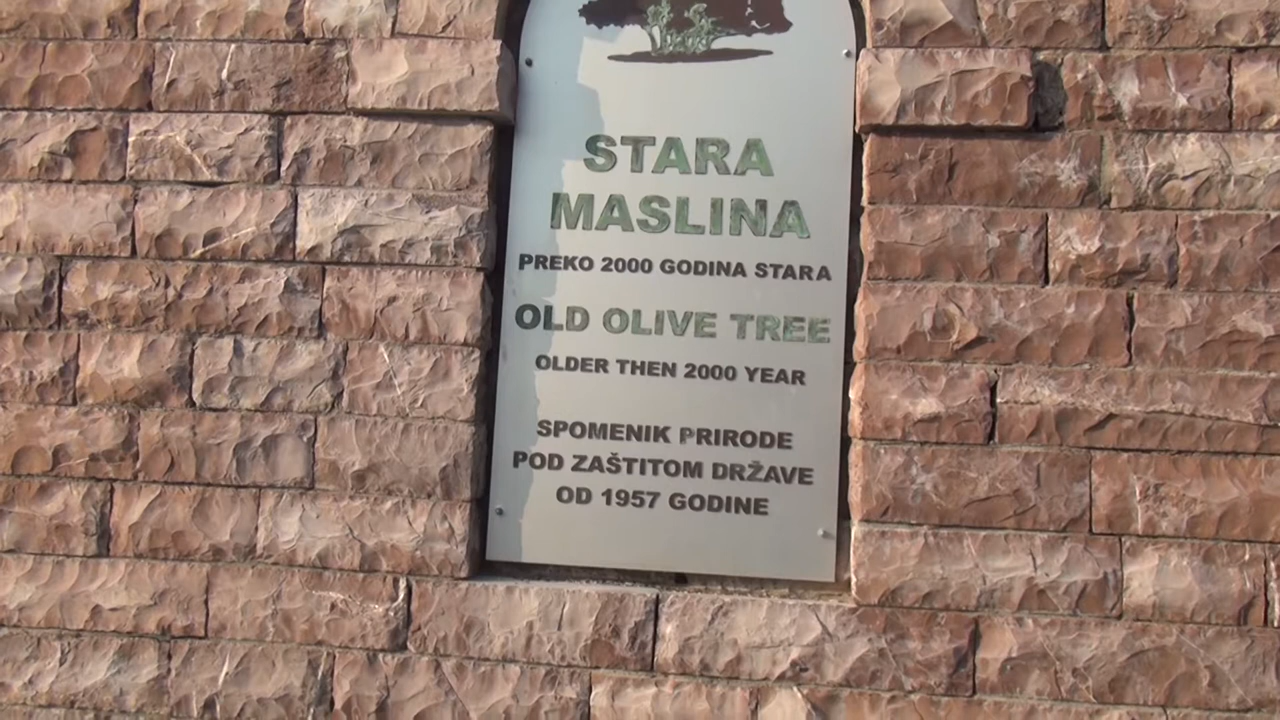 STARA
MASLINA
PREKO 2000 GODINA STARA
OLD OLIVE TREE
OLDER THEN 2000 YEAR
SPOMENIK PRIRODE
POD ZAŠTITOM DRŽAVE
OD 1957 GODINE